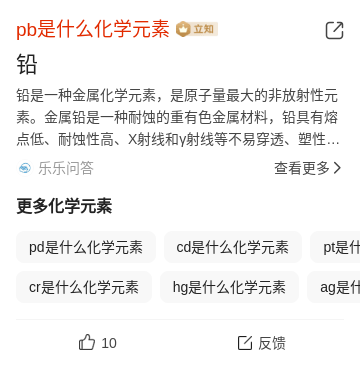 pb是什么化学元素 立知
铅
铅是一种金属化学元素，是原子量最大的非放射性元
素。金属铅是一种耐蚀的重有色金属材料，铅具有熔
点低、耐蚀性高、X射线和γ射线等不易穿透、塑性…
乐乐问答 查看更多
更多化学元素
pd是什么化学元素 cd是什么化学元素 pt是什
cr是什么化学元素 hg是什么化学元素 ag是什
10 反馈